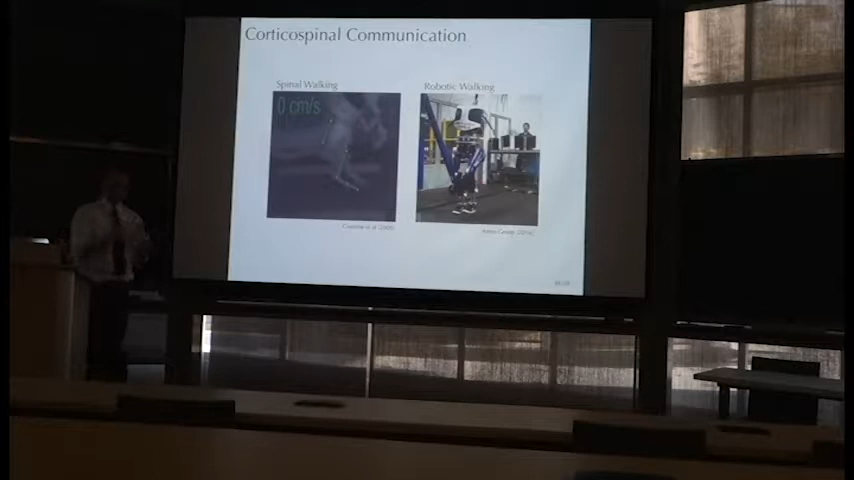 Corticospinal Communication
Spinal Walking
Robotic Walking
0 cm/s